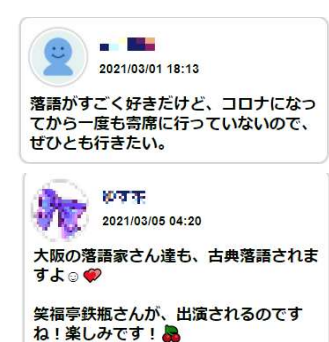 2021/03/01 18:13
落語がすごく好きだけど、コロナになっ
てから一度も寄席に行っていないので、
ぜひとも行きたい。
2021/03/05 04:20
大阪の落語家さん達も、古典落語されま
すよ☺💝
笑福亭鉄瓶さんが、出演されるのです
ね！楽しみです！🍒